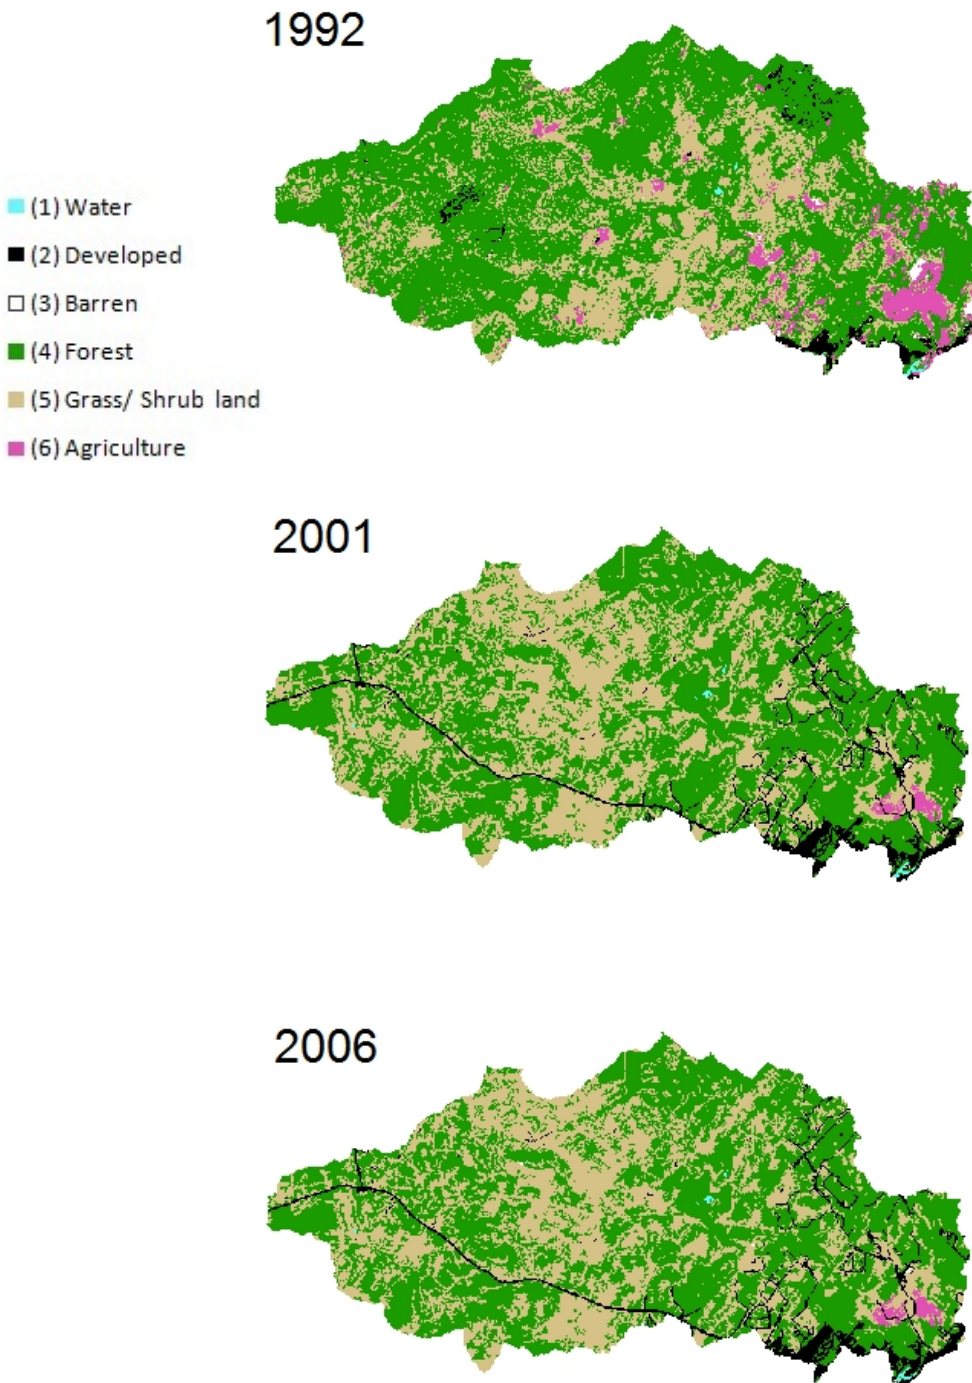 1992
(1) Water
(2) Developed
(3) Barren
(4) Forest
(5) Grass/ Shrub land
(6) Agriculture
2001
2006